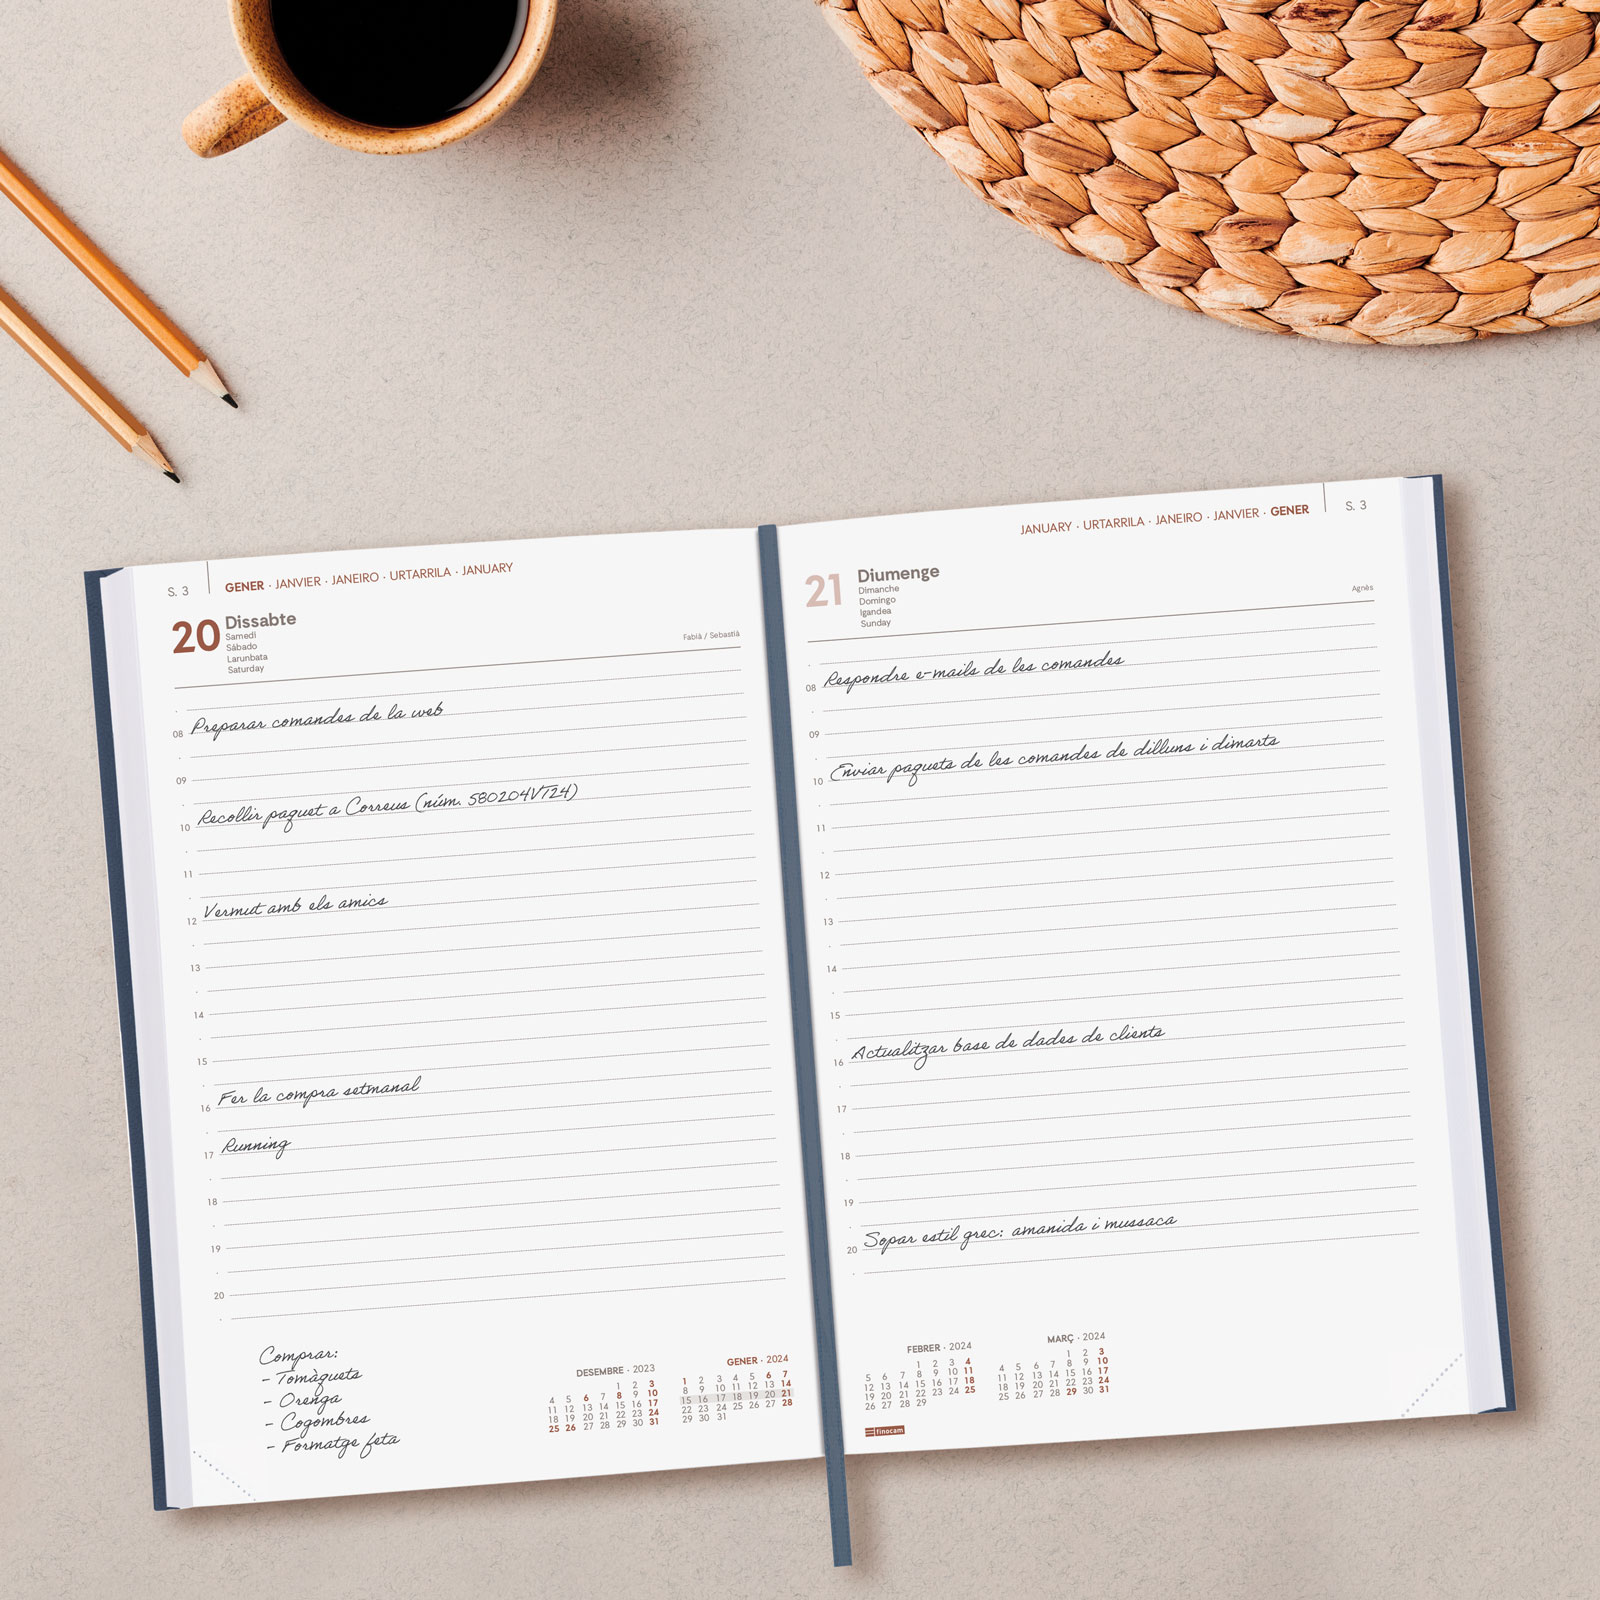 S. 3
GENER · JANVIER · JANEIRO · URTARRILA · JANUARY
20
Dissabte
Samedi
Sábado
Larunbata
Saturday
Fabià / Sebastià
08 Preparar comandes de la web
09
10 Recollir paquet a Correus (núm. 580204VT24)
11
12 Vermut amb els amics
13
14
15
16 Fer la compra setmanal
17 Running
18
19
20
Comprar:
- Tomàquets
- Orenga
- Cogombres
- Formatge feta
DESEMBRE · 2023
1 2 3
4 5 6 7 8 9 10
11 12 13 14 15 16 17
18 19 20 21 22 23 24
25 26 27 28 29 30 31
GENER · 2024
1 2 3 4 5 6 7
8 9 10 11 12 13 14
15 16 17 18 19 20 21
22 23 24 25 26 27 28
29 30 31
JANUARY · URTARRILA · JANEIRO · JANVIER · GENER
S. 3
21
Diumenge
Dimanche
Domingo
Igandea
Sunday
Agnès
08 Respondre e-mails de les comandes
09
10 Enviar paquets de les comandes de dilluns i dimarts
11
12
13
14
15
16 Actualitzar base de dades de clients
17
18
19
20 Sopar estil grec: amanida i mussaca
FEBRER · 2024
1 2 3 4
5 6 7 8 9 10 11
12 13 14 15 16 17 18
19 20 21 22 23 24 25
26 27 28 29
MARÇ · 2024
1 2 3
4 5 6 7 8 9 10
11 12 13 14 15 16 17
18 19 20 21 22 23 24
25 26 27 28 29 30 31
finocam